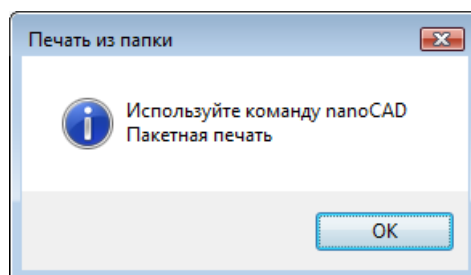 Печать из папки
Используйте команду nanoCAD
Пакетная печать
OK